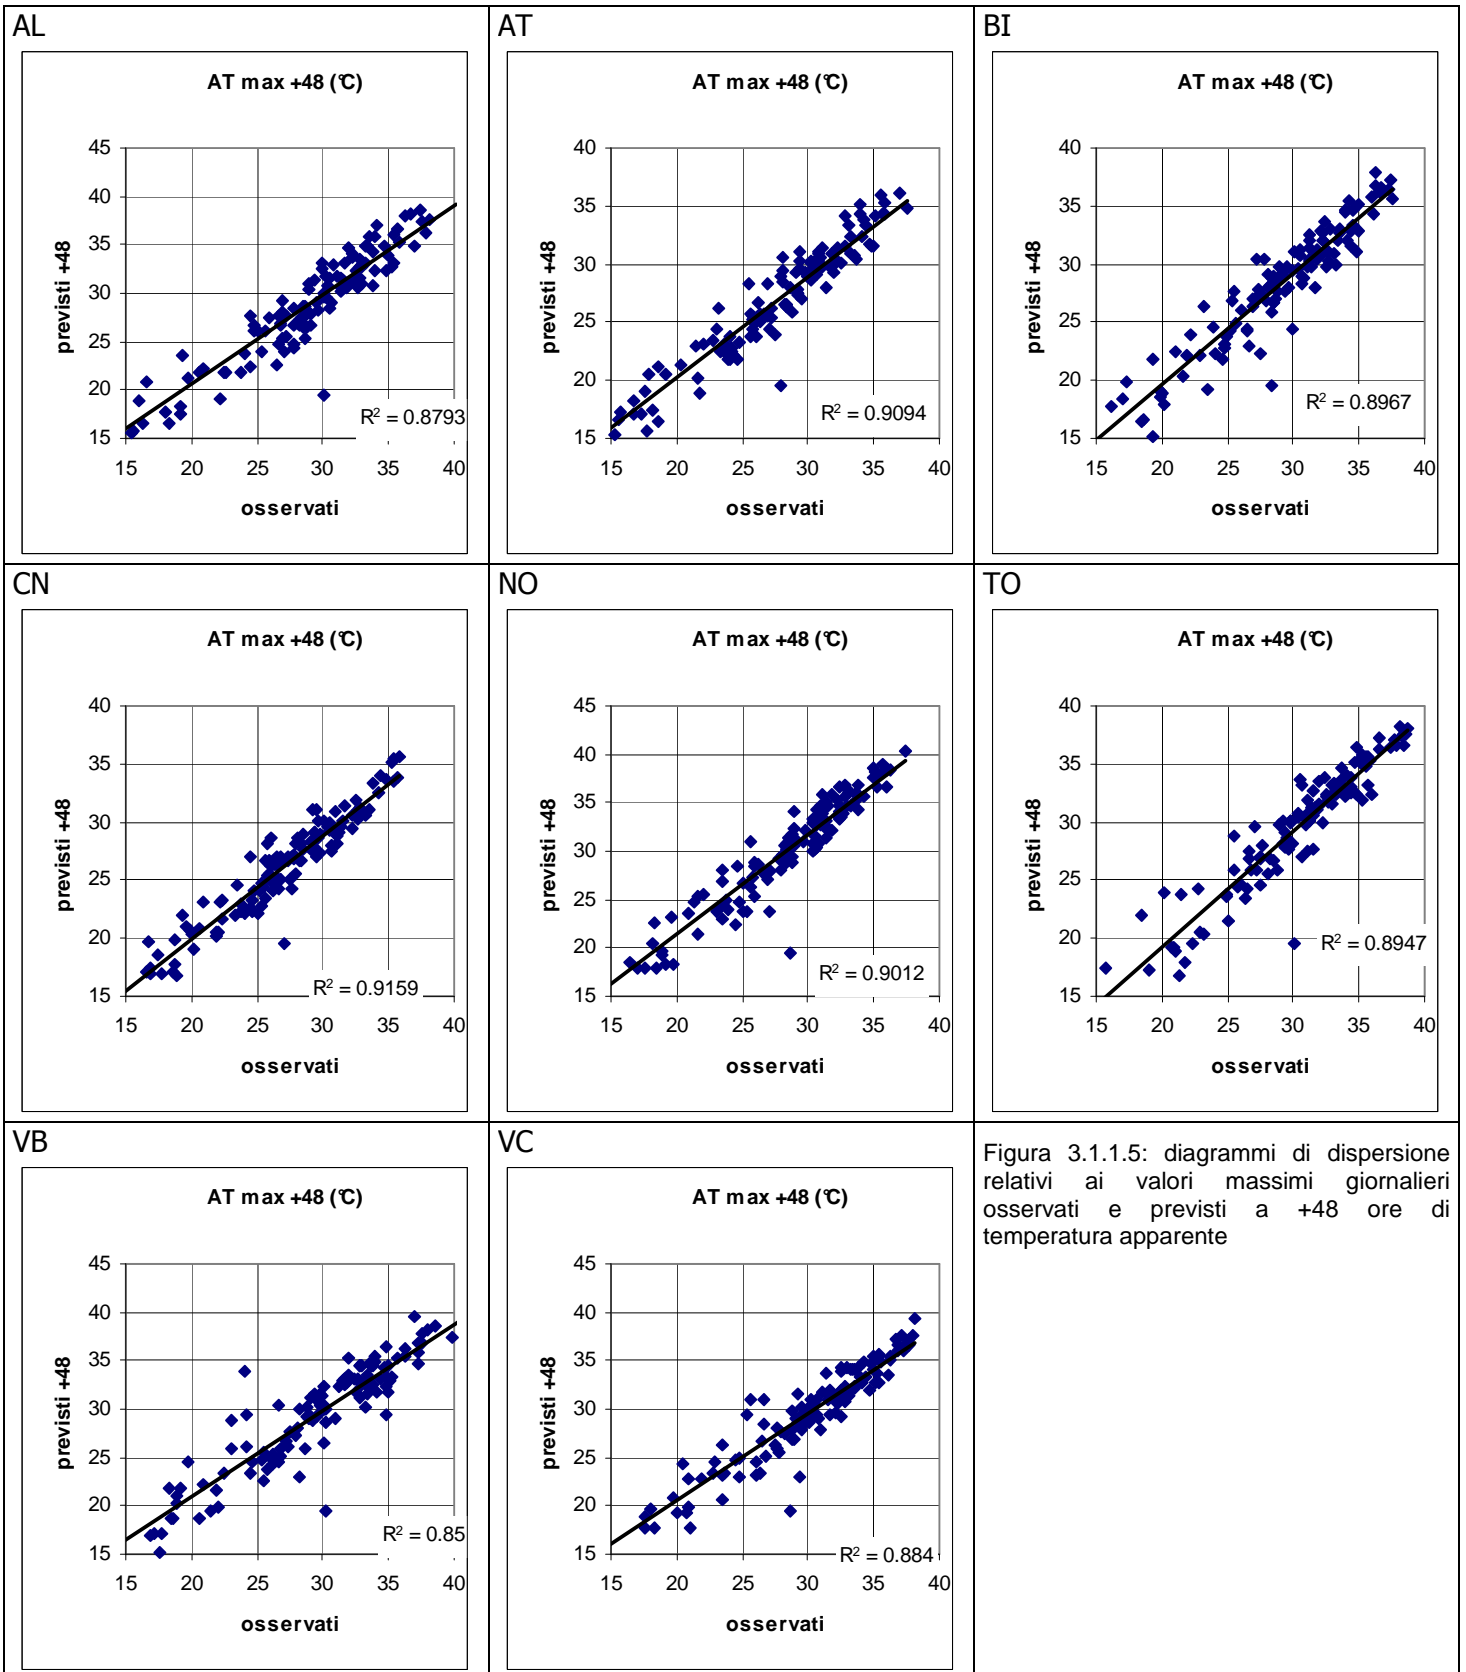 AL
AT max +48 (°C)
previsti +48
45
40
35
30
25
20
15
R² = 0.8793
15 20 25 30 35 40
osservati
AT
AT max +48 (°C)
previsti +48
40
35
30
25
20
15
R² = 0.9094
15 20 25 30 35 40
osservati
BI
AT max +48 (°C)
previsti +48
40
35
30
25
20
15
R² = 0.8967
15 20 25 30 35 40
osservati
CN
AT max +48 (°C)
previsti +48
40
35
30
25
20
15
R² = 0.9159
15 20 25 30 35 40
osservati
NO
AT max +48 (°C)
previsti +48
45
40
35
30
25
20
15
R² = 0.9012
15 20 25 30 35 40
osservati
TO
AT max +48 (°C)
previsti +48
40
35
30
25
20
15
R² = 0.8947
15 20 25 30 35 40
osservati
VB
AT max +48 (°C)
previsti +48
45
40
35
30
25
20
15
R² = 0.85
15 20 25 30 35 40
osservati
VC
AT max +48 (°C)
previsti +48
45
40
35
30
25
20
15
R² = 0.884
15 20 25 30 35 40
osservati
Figura 3.1.1.5: diagrammi di dispersione
relativi ai valori massimi giornalieri
osservati e previsti a +48 ore di
temperatura apparente